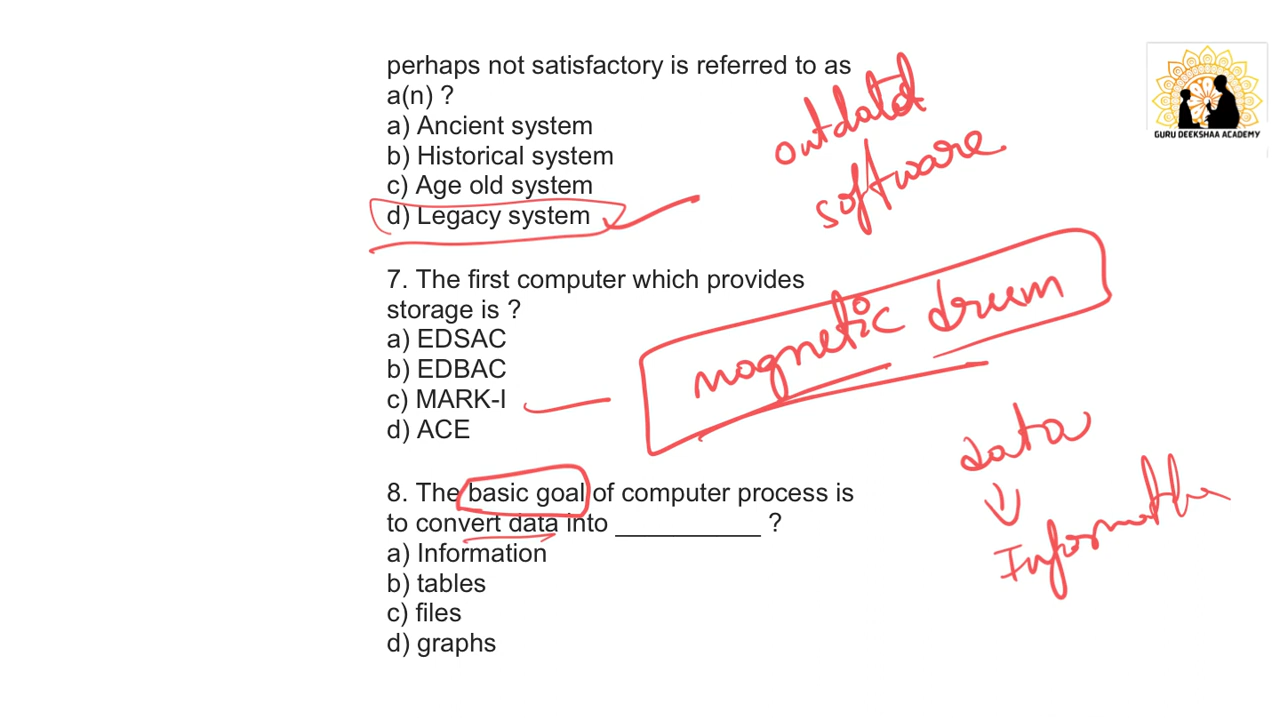 perhaps not satisfactory is referred to as
a(n) ?
a) Ancient system
b) Historical system
c) Age old system
d) Legacy system
outdated
software
GURU DEEKSHAA ACADEMY
7. The first computer which provides
storage is ?
a) EDSAC
b) EDBAC
c) MARK-I
d) ACE
magnetic drum
8. The basic goal of computer process is
to convert data into __________ ?
a) Information
b) tables
c) files
d) graphs
data
Information